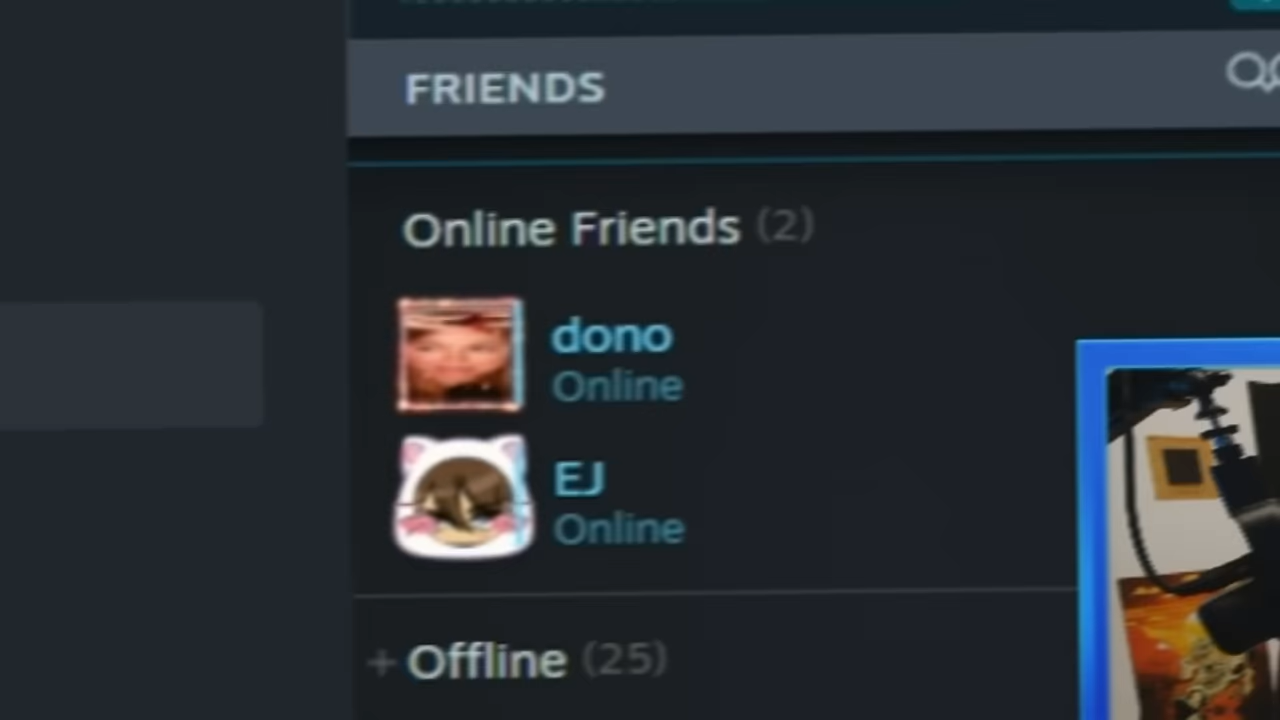 FRIENDS
Online Friends (2)
dono
Online
EJ
Online
+ Offline (25)